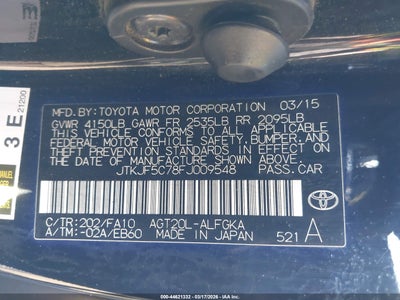 MFD.BY:TOYOTA MOTOR CORPORATION 03/15
GVWR 4150LB GAWR FR 2535LB RR 2095LB
THIS VEHICLE CONFORMS TO ALL APPLICABLE
FEDERAL MOTOR VEHICLE SAFETY, BUMPER, AND
THEFT PREVENTION STANDARDS IN EFFECT ON
THE DATE OF MANUFACTURE SHOWN ABOVE.
JTKJF5C78FJ009548 PASS.CAR
C/TR:202/FA10 AGT20L-ALFGKA
A/TM:-02A/EB60 MADE IN JAPAN 521 A
TOYOTA
3 E
21200
000-44621332 - 03/17/2026 - IAA